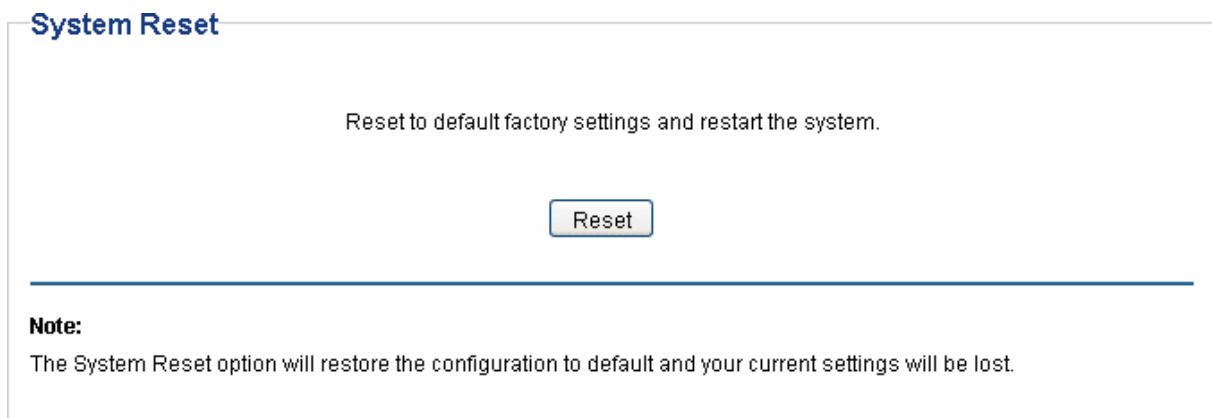 System Reset
Reset to default factory settings and restart the system.
Reset
Note:
The System Reset option will restore the configuration to default and your current settings will be lost.